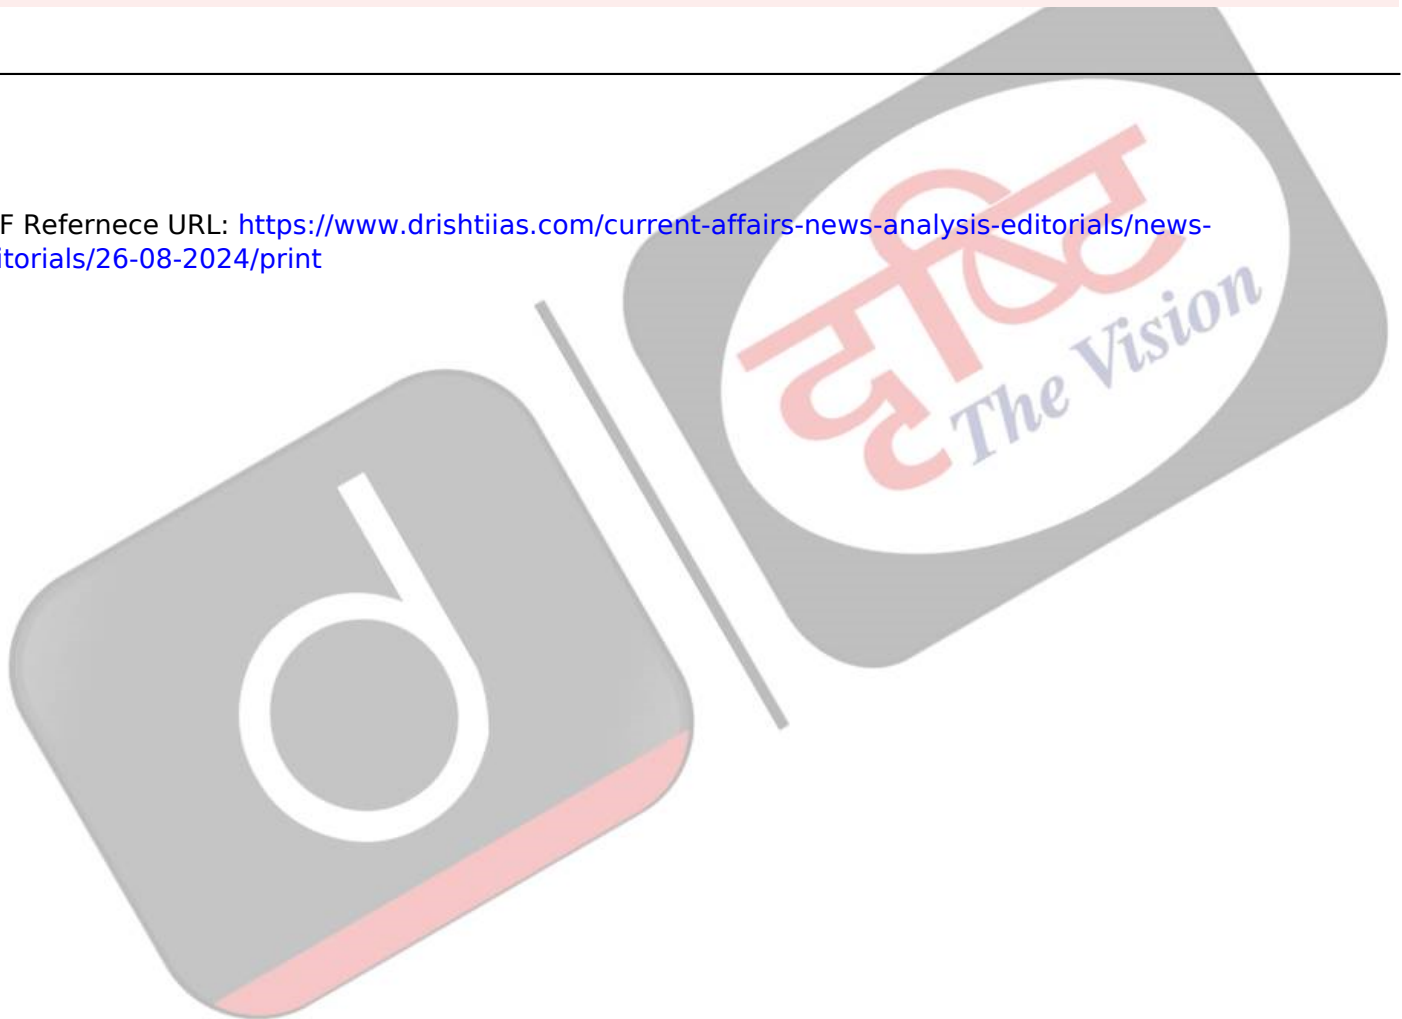 F Refernece URL: https://www.drishtiias.com/current-affairs-news-analysis-editorials/news-
itorials/26-08-2024/print
दृष्टि
The Vision
d